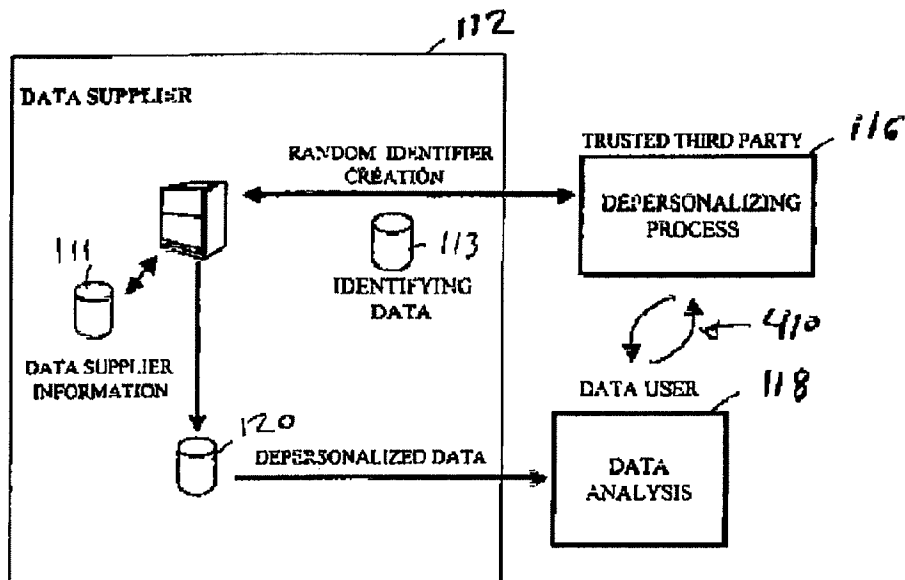 112
DATA SUPPLIER
TRUSTED THIRD PARTY
116
RANDOM IDENTIFIER
CREATION
DEPERSONALIZING
PROCESS
111
113
IDENTIFYING
DATA
410
DATA SUPPLIER
INFORMATION
DATA USER
118
120
DEPERSONALIZED DATA
DATA
ANALYSIS